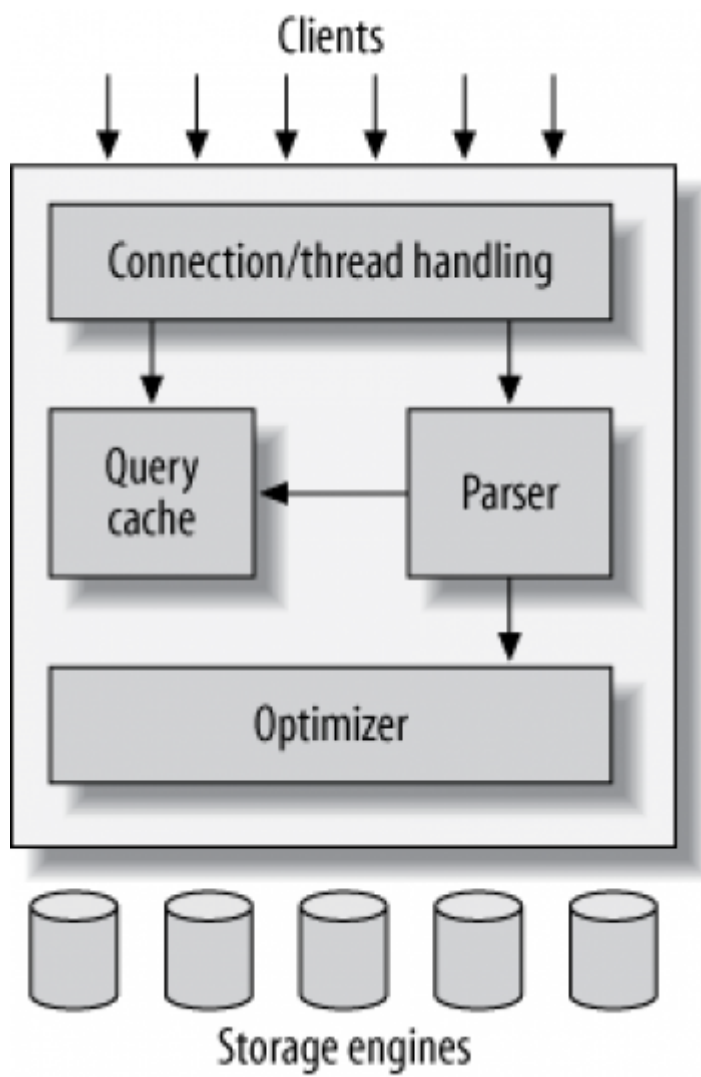 Clients
Connection/thread handling
Query
cache
Parser
Optimizer
Storage engines